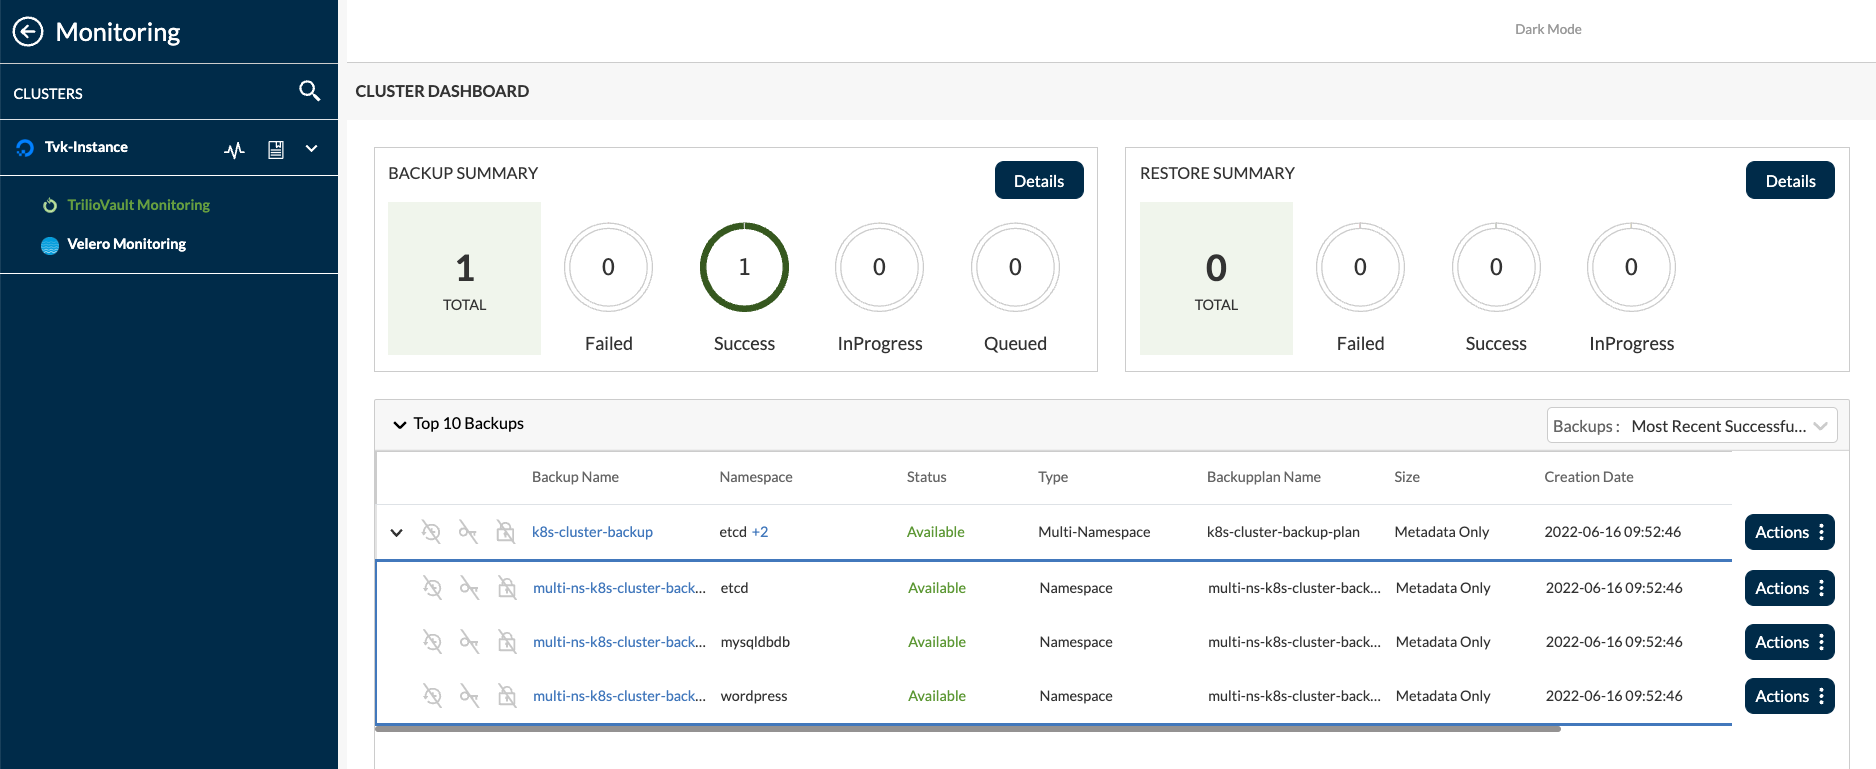 Monitoring
Dark Mode
CLUSTERS
CLUSTER DASHBOARD
Tvk-Instance
TrilioVault Monitoring
Velero Monitoring
BACKUP SUMMARY
Details
1
TOTAL
0
Failed
1
Success
0
InProgress
0
Queued
RESTORE SUMMARY
Details
0
TOTAL
0
Failed
0
Success
0
InProgress
Top 10 Backups
Backups : Most Recent Successfu...
Backup Name Namespace Status Type Backupplan Name Size Creation Date
k8s-cluster-backup etcd +2 Available Multi-Namespace k8s-cluster-backup-plan Metadata Only 2022-06-16 09:52:46 Actions
multi-ns-k8s-cluster-back... etcd Available Namespace multi-ns-k8s-cluster-back... Metadata Only 2022-06-16 09:52:46 Actions
multi-ns-k8s-cluster-back... mysqldbdb Available Namespace multi-ns-k8s-cluster-back... Metadata Only 2022-06-16 09:52:46 Actions
multi-ns-k8s-cluster-back... wordpress Available Namespace multi-ns-k8s-cluster-back... Metadata Only 2022-06-16 09:52:46 Actions